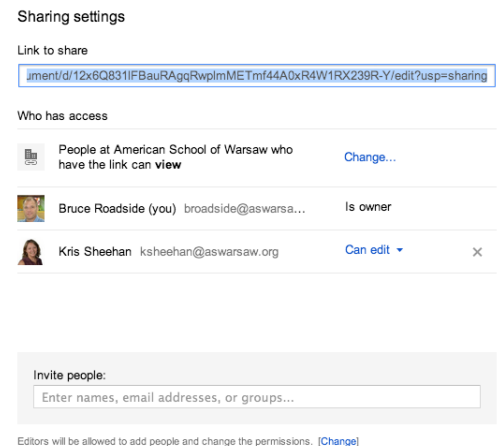 Sharing settings
Link to share
ument/d/12x6Q831lFBauRAgqRwplmMETmf44A0xR4W1RX239R-Y/edit?usp=sharing
Who has access
People at American School of Warsaw who
have the link can view
Change...
Bruce Roadside (you) broadside@aswarsa...
Is owner
Kris Sheehan ksheehan@aswarsaw.org
Can edit
Invite people:
Enter names, email addresses, or groups...
Editors will be allowed to add people and change the permissions. [Change]